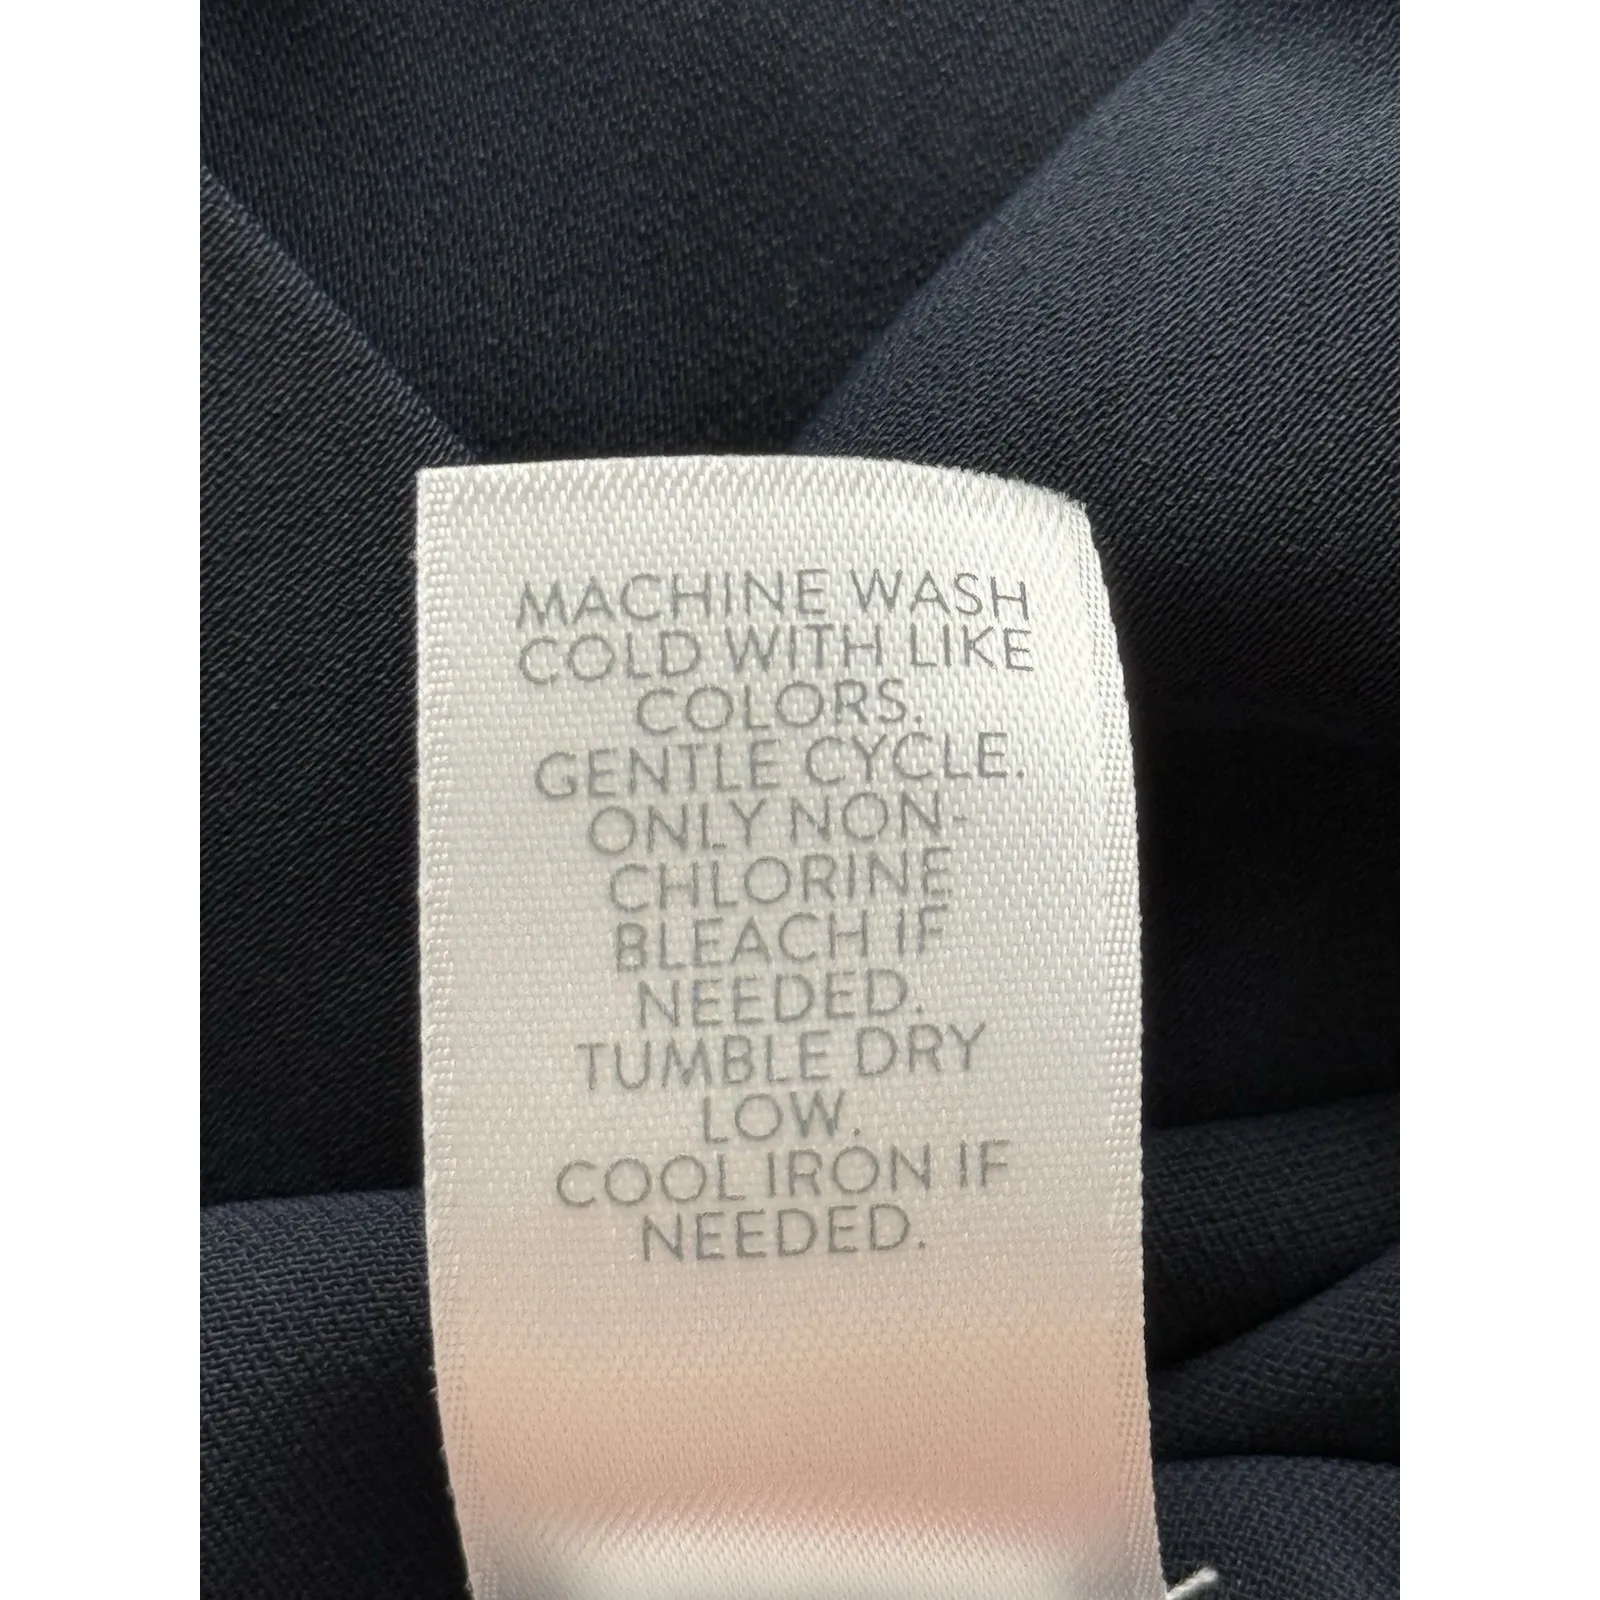 MACHINE WASH
COLD WITH LIKE
COLORS.
GENTLE CYCLE.
ONLY NON-
CHLORINE
BLEACH IF
NEEDED.
TUMBLE DRY
LOW.
COOL IRON IF
NEEDED.